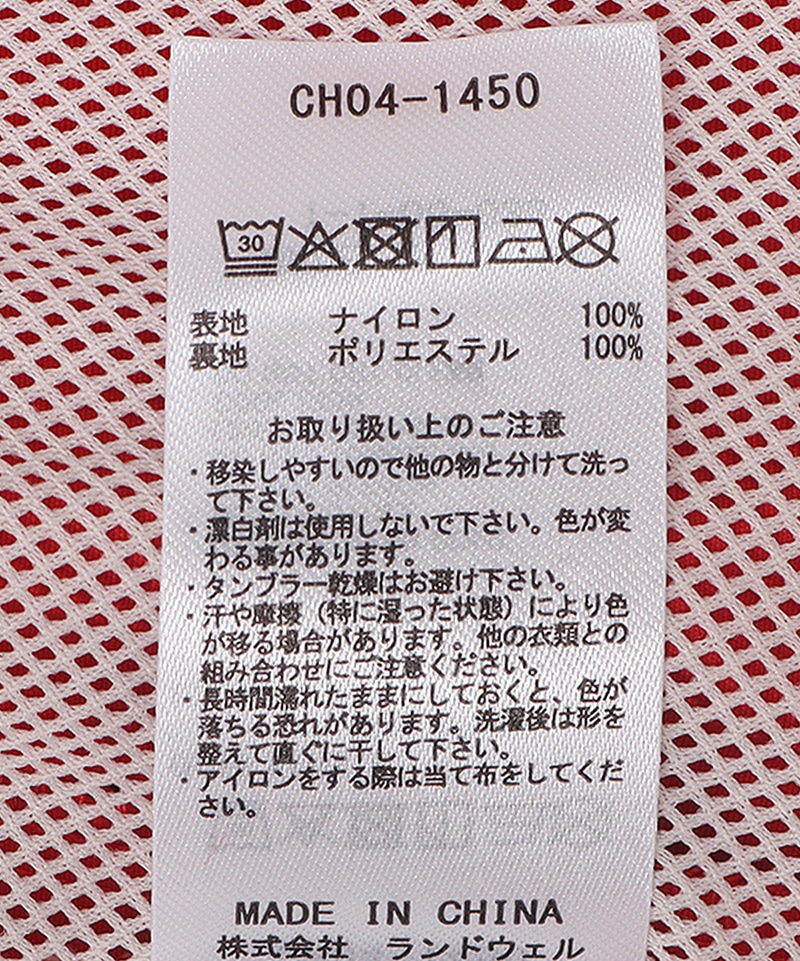 CH04-1450
30
表地 ナイロン 100%
裏地 ポリエステル 100%
お取り扱い上のご注意
・移染しやすいので他の物と分けて洗っ
て下さい。
・漂白剤は使用しないで下さい。色が変
わる事があります。
・タンブラー乾燥はお避け下さい。
・汗や摩擦（特に湿った状態）により色
が移る場合があります。他の衣類との
組み合わせにご注意ください。
・長時間濡れたままにしておくと、色が
落ちる恐れがあります。洗濯後は形を
整えて直ぐに干して下さい。
・アイロンをする際は当て布をしてくだ
さい。
MADE IN CHINA
株式会社 ランドウェル